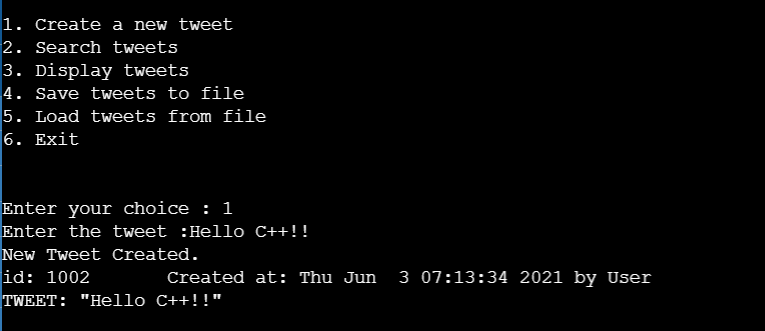 1. Create a new tweet
2. Search tweets
3. Display tweets
4. Save tweets to file
5. Load tweets from file
6. Exit
Enter your choice : 1
Enter the tweet :Hello C++!!
New Tweet Created.
id: 1002       Created at: Thu Jun  3 07:13:34 2021 by User
TWEET: "Hello C++!!"